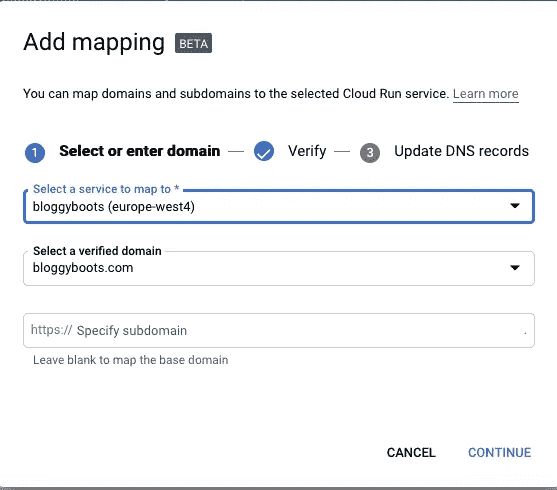 Add mapping BETA
You can map domains and subdomains to the selected Cloud Run service. Learn more
1 Select or enter domain — Verify — 3 Update DNS records
Select a service to map to *
bloggyboots (europe-west4)
Select a verified domain
bloggyboots.com
https:// Specify subdomain .
Leave blank to map the base domain
CANCEL CONTINUE